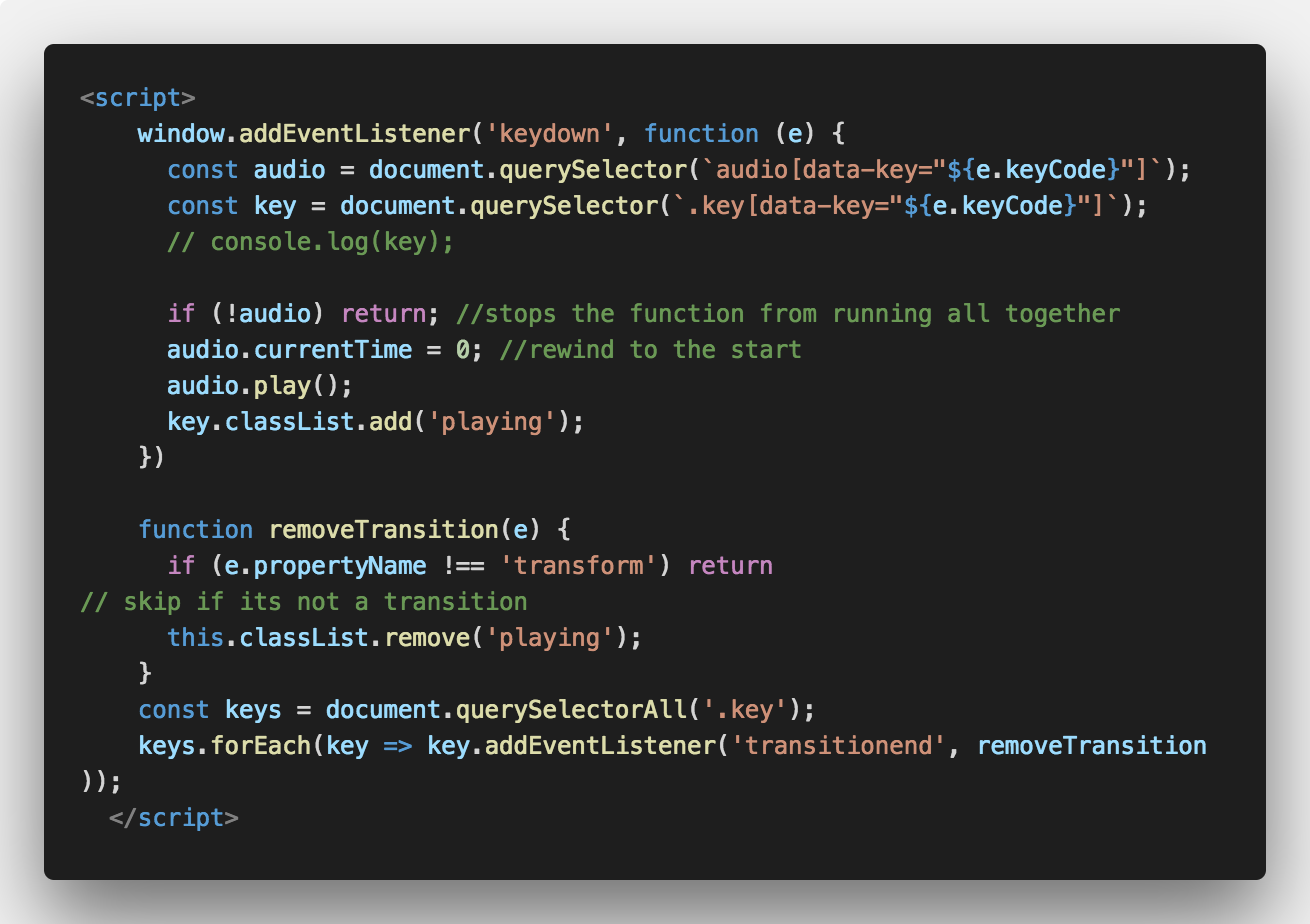 <script>
window.addEventListener('keydown', function (e) {
const audio = document.querySelector(`audio[data-key="${e.keyCode}"]`);
const key = document.querySelector(`.key[data-key="${e.keyCode}"]`);
// console.log(key);
if (!audio) return; //stops the function from running all together
audio.currentTime = 0; //rewind to the start
audio.play();
key.classList.add('playing');
})
function removeTransition(e) {
if (e.propertyName !== 'transform') return
// skip if its not a transition
this.classList.remove('playing');
}
const keys = document.querySelectorAll('.key');
keys.forEach(key => key.addEventListener('transitionend', removeTransition
));
</script>